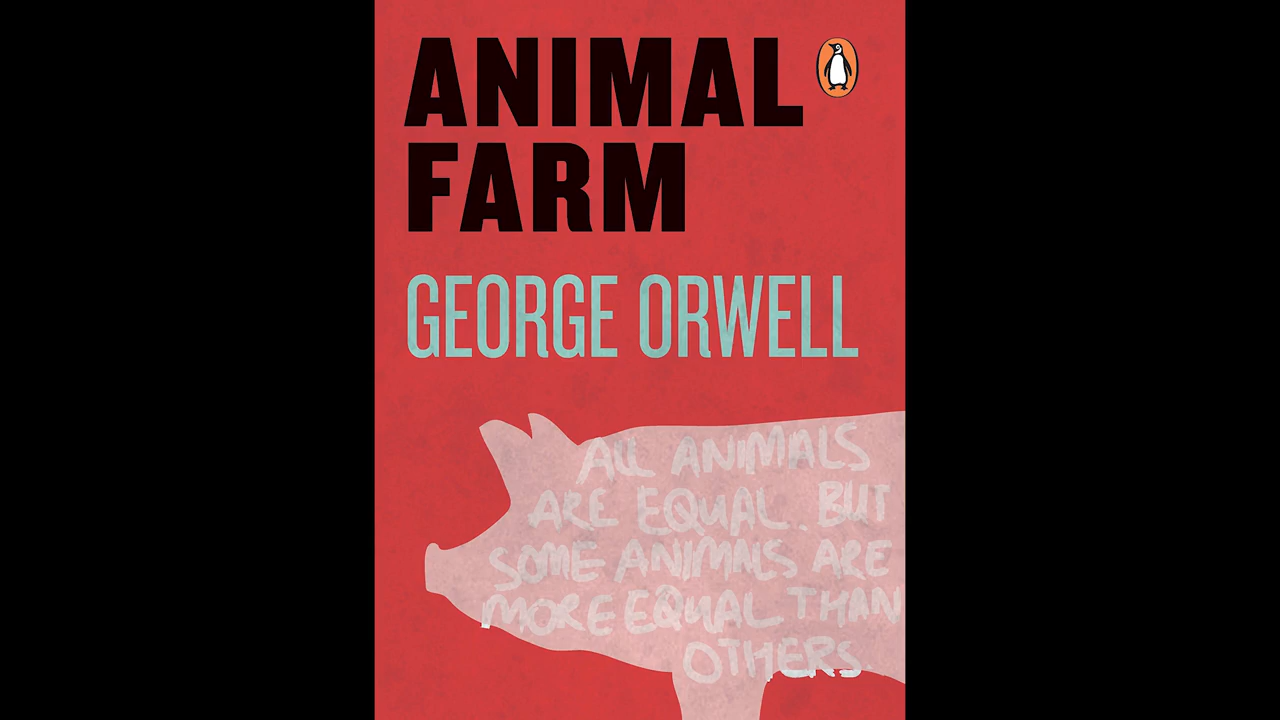 ANIMAL
FARM
GEORGE ORWELL
ALL ANIMALS
ARE EQUAL. BUT
SOME ANIMALS ARE
MORE EQUAL THAN
OTHERS.